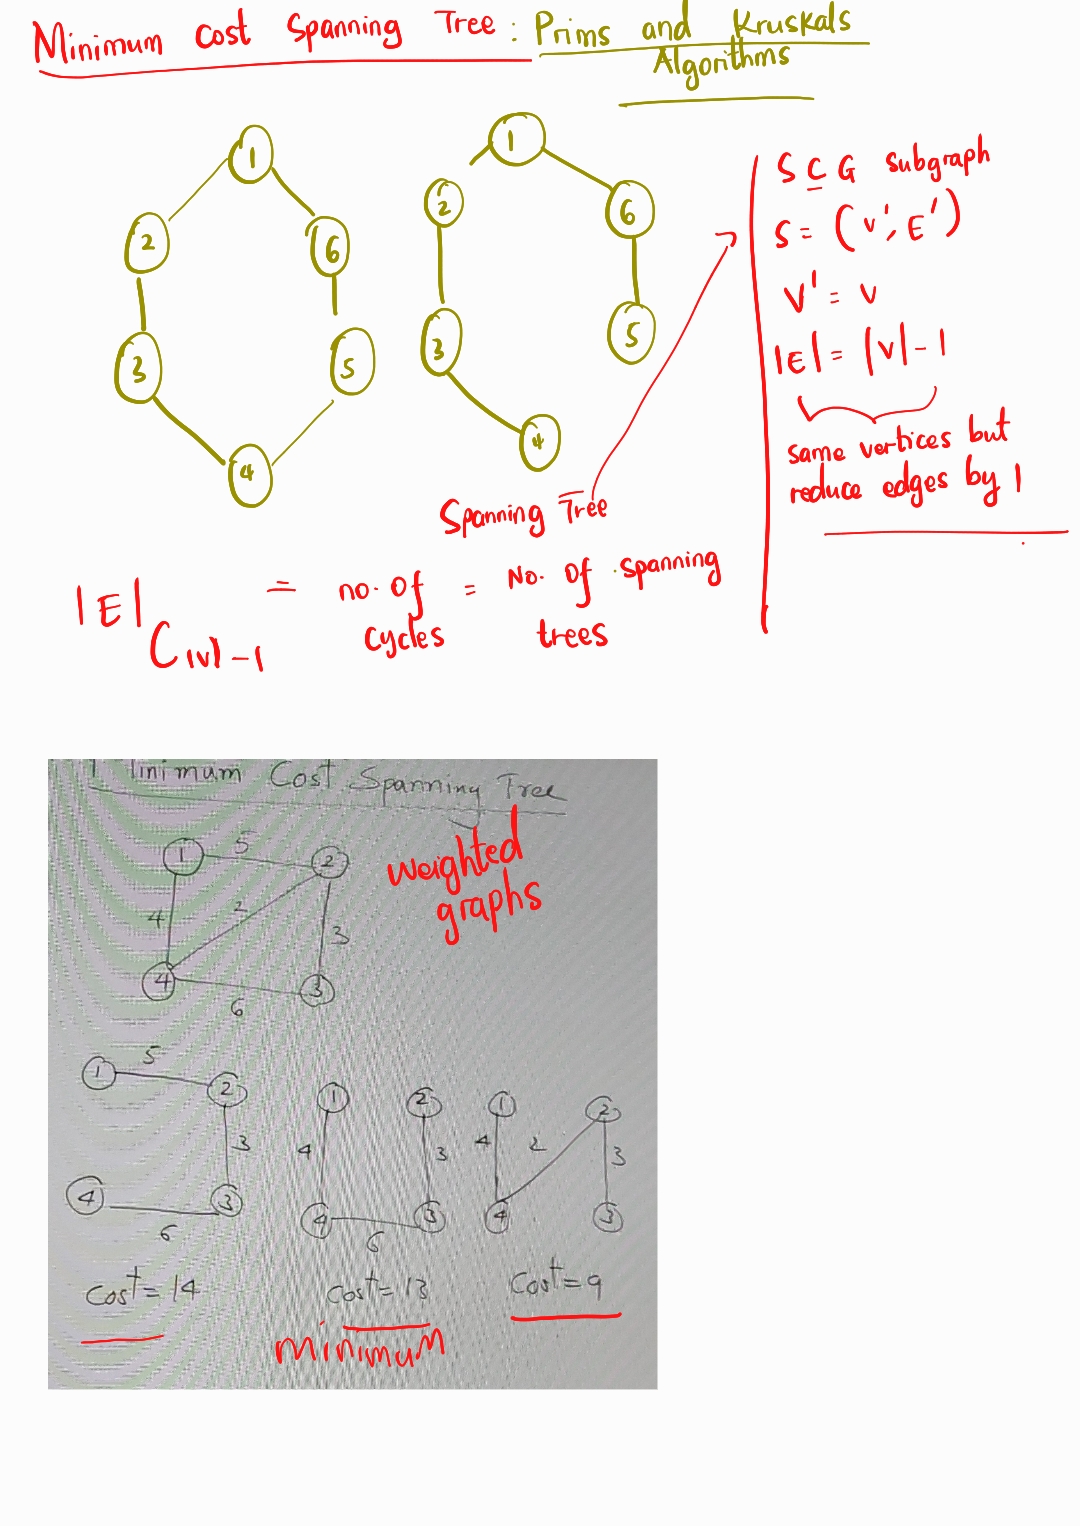 Minimum Cost Spanning Tree : Prims and Kruskals
Algorithms
1
2
6
3
5
4
1
2
6
3
5
4
Spanning Tree
S ⊆ G subgraph
S = (V', E')
V' = V
|E| = |V| - 1
same vertices but
reduce edges by 1
|E| C |V| - 1 = no. of cycles = No. of spanning trees
Minimum Cost Spanning Tree
weighted
graphs
1 5 2
4 2 3
4 6 3
1 5 2
3
4 6 3
1 2
4 3
4 6 3
1 2
4 2 3
4 3
Cost = 14
Cost = 13
Cost = 9
minimum